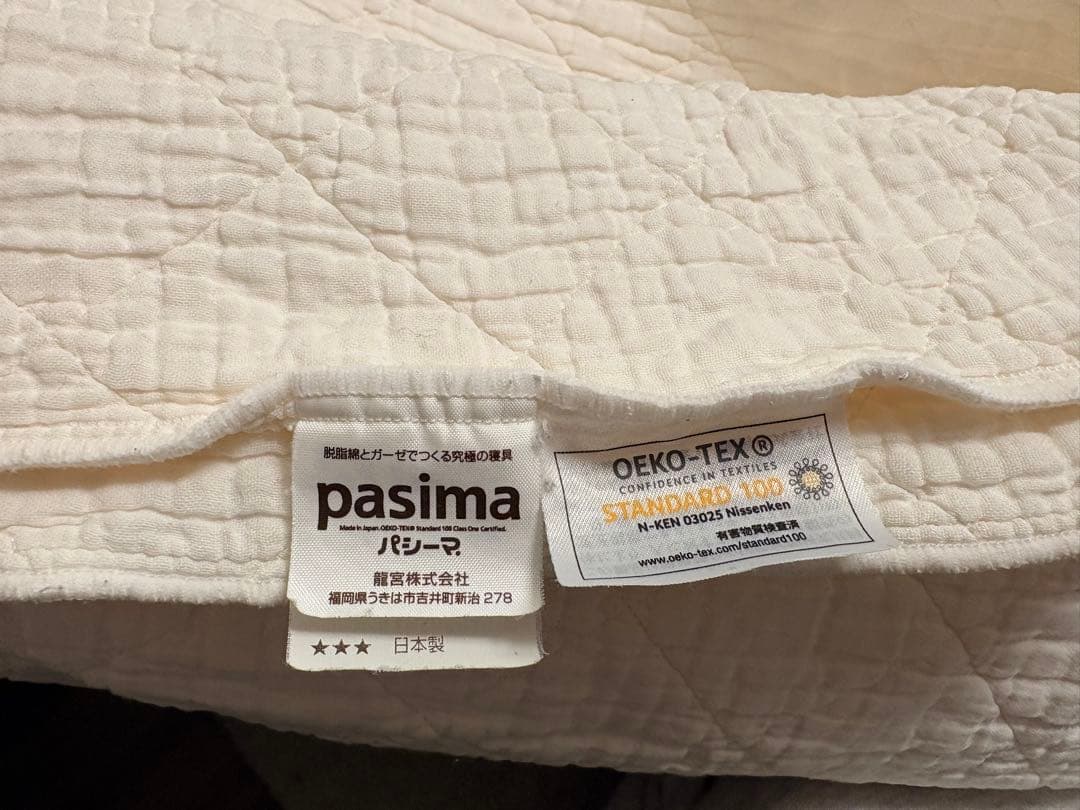 脱脂綿とガーゼでつくる究極の寝具
pasima
Made in Japan. OEKO-TEX® Standard 100 Class One Certified.
パシーマ®
龍宮株式会社
福岡県うきは市吉井町新治 278
★★★ 日本製
OEKO-TEX®
CONFIDENCE IN TEXTILES
STANDARD 100
N-KEN 03025 Nissenken
有害物質検査済
www.oeko-tex.com/standard100